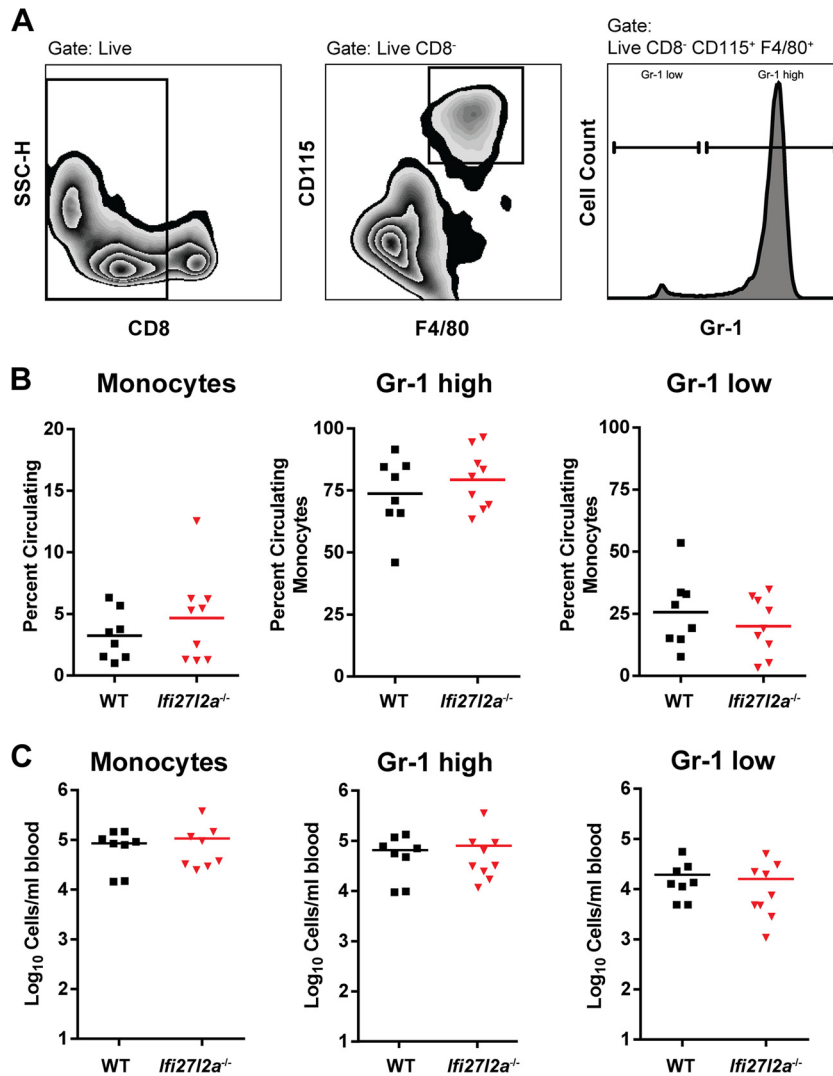 A
Gate: Live
SSC-H
CD8
Gate: Live CD8-
CD115
F4/80
Gate:
Live CD8- CD115+ F4/80+
Gr-1 low
Gr-1 high
Cell Count
Gr-1
B
Monocytes
Percent Circulating
20
15
10
5
0
WT
Ifi27l2a-/-
Gr-1 high
Percent Circulating
Monocytes
100
75
50
25
0
WT
Ifi27l2a-/-
Gr-1 low
Percent Circulating
Monocytes
100
75
50
25
0
WT
Ifi27l2a-/-
C
Monocytes
Log10 Cells/ml blood
6
5
4
3
2
1
WT
Ifi27l2a-/-
Gr-1 high
Log10 Cells/ml blood
6
5
4
3
2
1
WT
Ifi27l2a-/-
Gr-1 low
Log10 Cells/ml blood
6
5
4
3
2
1
WT
Ifi27l2a-/-